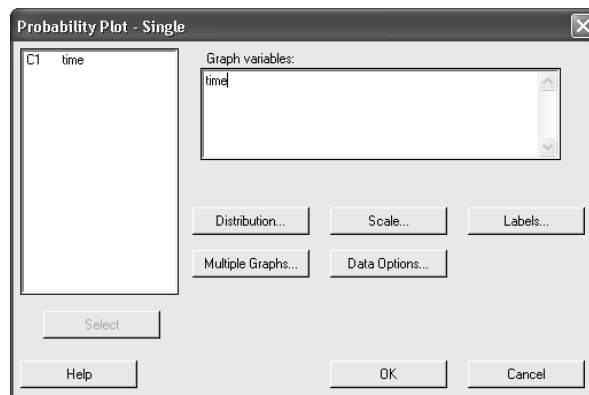 Probability Plot - Single
C1 time
Graph variables:
time
Distribution...
Scale...
Labels...
Multiple Graphs...
Data Options...
Select
Help
OK
Cancel